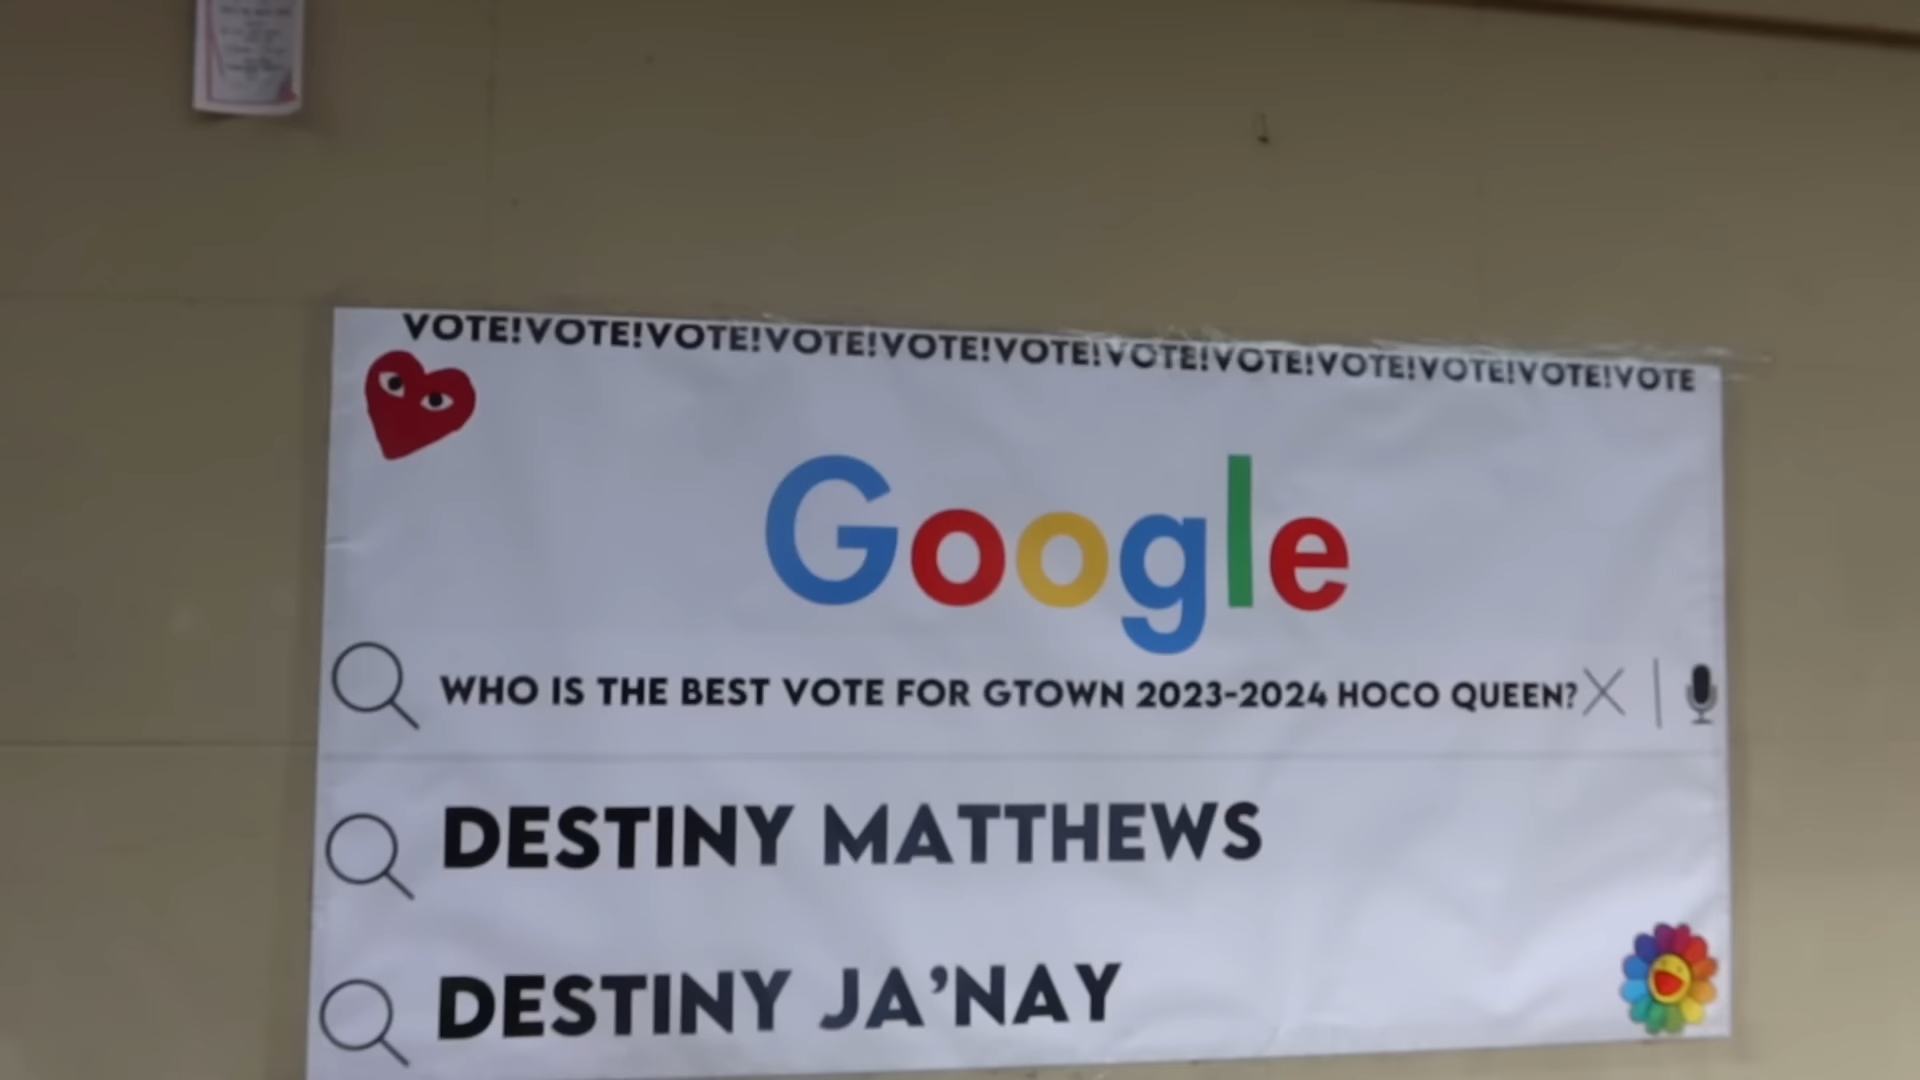 VOTE!VOTE!VOTE!VOTE!VOTE!VOTE!VOTE!VOTE!VOTE!VOTE!VOTE!VOTE
Google
WHO IS THE BEST VOTE FOR GTOWN 2023-2024 HOCO QUEEN?
DESTINY MATTHEWS
DESTINY JA'NAY